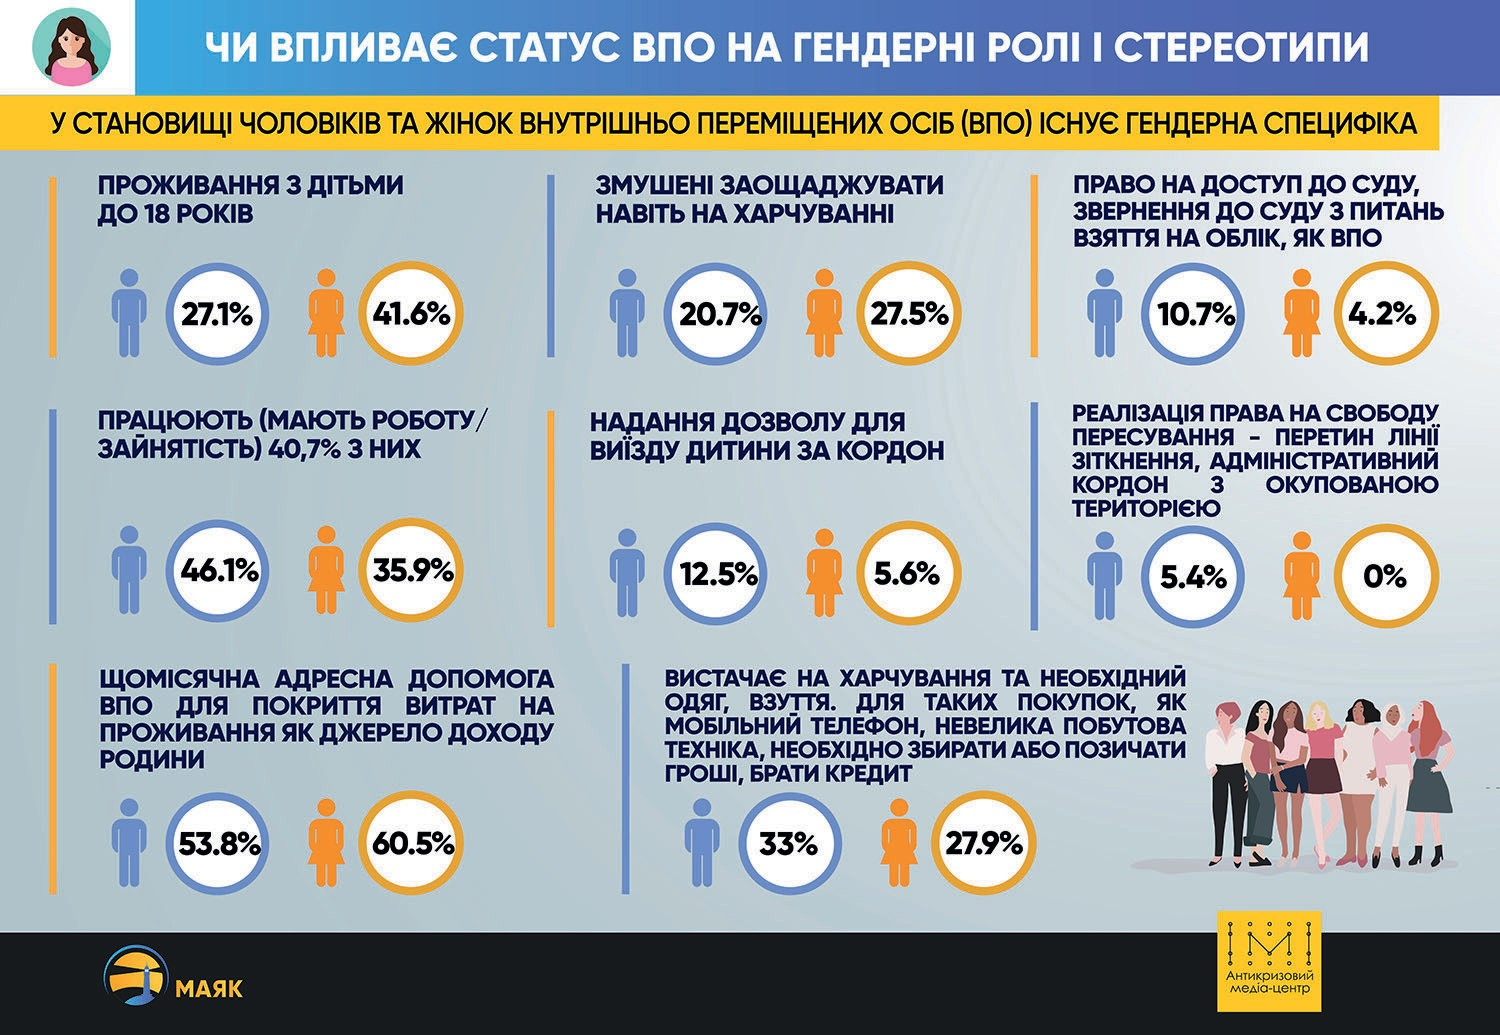 ЧИ ВПЛИВАЄ СТАТУС ВПО НА ГЕНДЕРНІ РОЛІ І СТЕРЕОТИПИ
У СТАНОВИЩІ ЧОЛОВІКІВ ТА ЖІНОК ВНУТРІШНЬО ПЕРЕМІЩЕНИХ ОСІБ (ВПО) ІСНУЄ ГЕНДЕРНА СПЕЦИФІКА
ПРОЖИВАННЯ З ДІТЬМИ
ДО 18 РОКІВ
27.1%
41.6%
ЗМУШЕНІ ЗАОЩАДЖУВАТИ
НАВІТЬ НА ХАРЧУВАННІ
20.7%
27.5%
ПРАВО НА ДОСТУП ДО СУДУ,
ЗВЕРНЕННЯ ДО СУДУ З ПИТАНЬ
ВЗЯТТЯ НА ОБЛІК, ЯК ВПО
10.7%
4.2%
ПРАЦЮЮТЬ (МАЮТЬ РОБОТУ/
ЗАЙНЯТІСТЬ) 40,7% З НИХ
46.1%
35.9%
НАДАННЯ ДОЗВОЛУ ДЛЯ
ВИЇЗДУ ДИТИНИ ЗА КОРДОН
12.5%
5.6%
РЕАЛІЗАЦІЯ ПРАВА НА СВОБОДУ
ПЕРЕСУВАННЯ - ПЕРЕТИН ЛІНІЇ
ЗІТКНЕННЯ, АДМІНІСТРАТИВНИЙ
КОРДОН З ОКУПОВАНОЮ
ТЕРИТОРІЄЮ
5.4%
0%
ЩОМІСЯЧНА АДРЕСНА ДОПОМОГА
ВПО ДЛЯ ПОКРИТТЯ ВИТРАТ НА
ПРОЖИВАННЯ ЯК ДЖЕРЕЛО ДОХОДУ
РОДИНИ
53.8%
60.5%
ВИСТАЧАЄ НА ХАРЧУВАННЯ ТА НЕОБХІДНИЙ
ОДЯГ, ВЗУТТЯ. ДЛЯ ТАКИХ ПОКУПОК, ЯК
МОБІЛЬНИЙ ТЕЛЕФОН, НЕВЕЛИКА ПОБУТОВА
ТЕХНІКА, НЕОБХІДНО ЗБИРАТИ АБО ПОЗИЧАТИ
ГРОШІ, БРАТИ КРЕДИТ
33%
27.9%
МАЯК
Антикризовий
медіа-центр